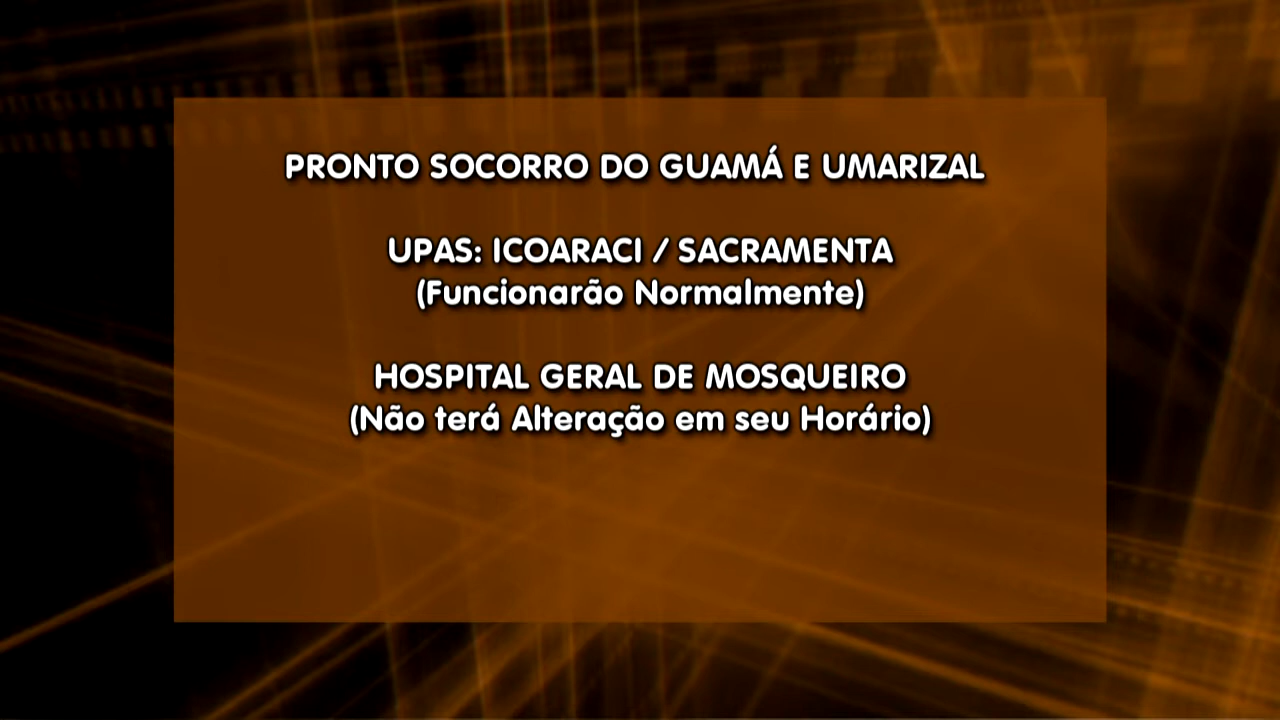 PRONTO SOCORRO DO GUAMÁ E UMARIZAL
UPAS: ICOARACI / SACRAMENTA
(Funcionarão Normalmente)
HOSPITAL GERAL DE MOSQUEIRO
(Não terá Alteração em seu Horário)